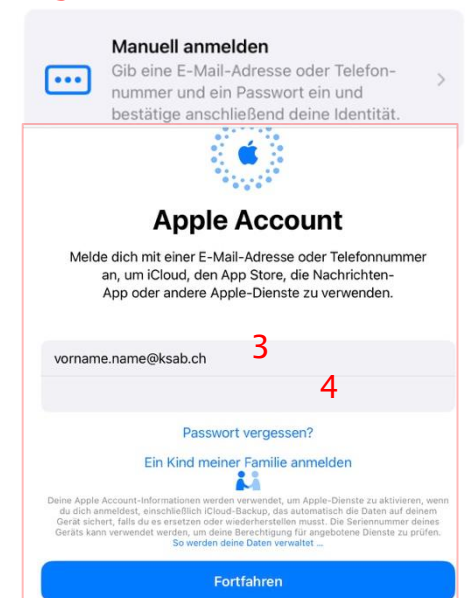 Manuell anmelden
Gib eine E-Mail-Adresse oder Telefon-
nummer und ein Passwort ein und
bestätige anschließend deine Identität.
Apple Account
Melde dich mit einer E-Mail-Adresse oder Telefonnummer
an, um iCloud, den App Store, die Nachrichten-
App oder andere Apple-Dienste zu verwenden.
vorname.name@ksab.ch 3
4
Passwort vergessen?
Ein Kind meiner Familie anmelden
Deine Apple Account-Informationen werden verwendet, um Apple-Dienste zu aktivieren, wenn
du dich anmeldest, einschließlich iCloud-Backup, das automatisch die Daten auf deinem
Gerät sichert, falls du es ersetzen oder wiederherstellen musst. Die Seriennummer deines
Geräts kann verwendet werden, um deine Berechtigung für angebotene Dienste zu prüfen.
So werden deine Daten verwaltet ...
Fortfahren